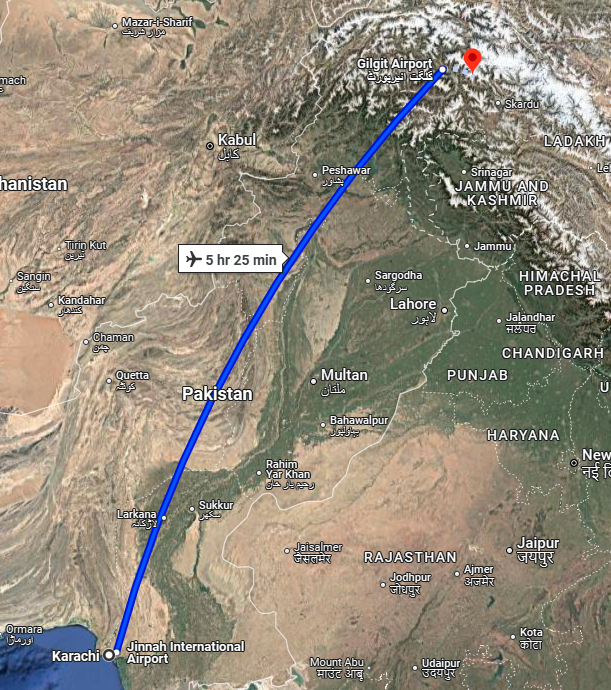 Mazar-i-Sharif
مزار شریف
Gilgit Airport
گلگت ائیرپورٹ
mach
Skardu
Kabul
کابل
LADAKH
Peshawar
پشاور
Srinagar
JAMMU AND
KASHMIR
hanistan
Tirin Kut
ترین
Jammu
5 hr 25 min
Sangin
سنگین
Sargodha
سرگودھا
HIMACHAL
PRADESH
Kandahar
کندهار
Lahore
لاہور
Jalandhar
जलंधर
Chaman
چمن
CHANDIGARH
Quetta
کوئٹہ
Multan
ملتان
PUNJAB
Pakistan
Bahawalpur
بہاولپور
HARYANA
Rahim
Yar Khan
رحیم یار خان
New
नई दि
Larkana
لاڑکانہ
Sukkur
سکھر
Jaisalmer
जैसलमेर
RAJASTHAN
Jaipur
जयपुर
Jodhpur
जोधपुर
Ajmer
अजमेर
Ormara
اورماڑا
Karachi
Jinnah International
Airport
Kota
कोटा
Mount Abu
माउंट आबू
Udaipur
उदयपुर